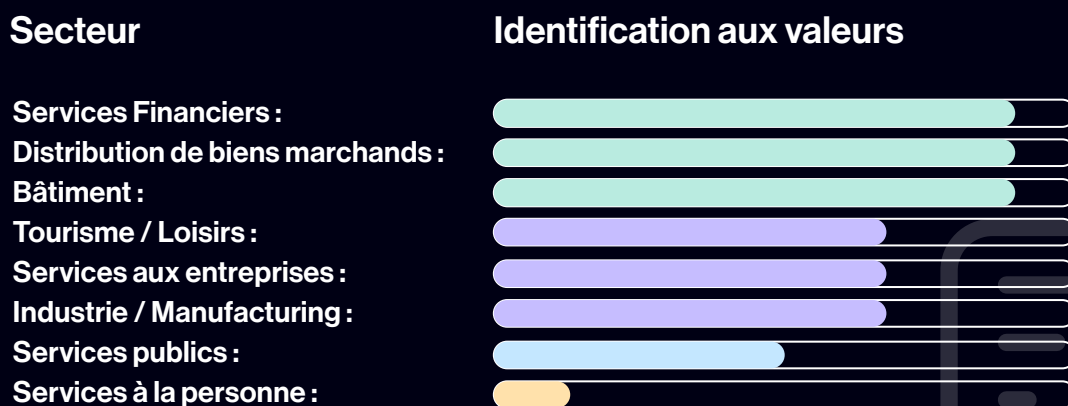 Secteur
Identification aux valeurs
Services Financiers :
Distribution de biens marchands :
Bâtiment :
Tourisme / Loisirs :
Services aux entreprises :
Industrie / Manufacturing :
Services publics :
Services à la personne :